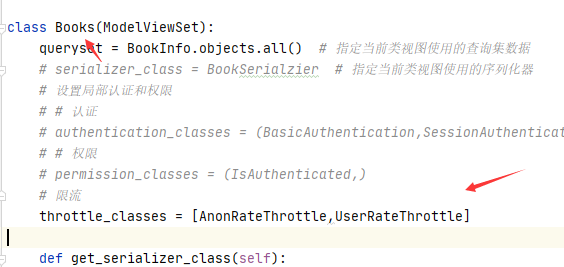 class Books(ModelViewSet):
queryset = BookInfo.objects.all()  # 指定当前类视图使用的查询集数据
# serializer_class = BookSerialzier  # 指定当前类视图使用的序列化器
# 设置局部认证和权限
# # 认证
# authentication_classes = (BasicAuthentication,SessionAuthenticat
# # 权限
# permission_classes = (IsAuthenticated,)
# 限流
throttle_classes = [AnonRateThrottle,UserRateThrottle]
def get_serializer_class(self):